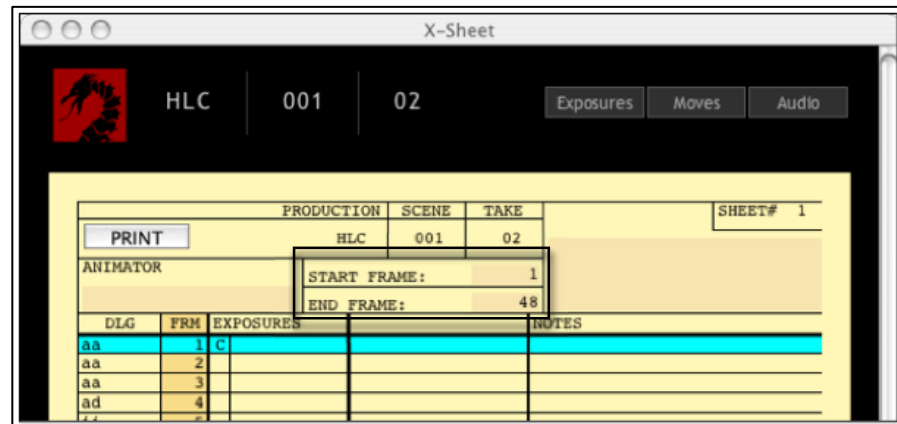 X-Sheet
HLC 001 02 Exposures Moves Audio
PRODUCTION SCENE TAKE SHEET# 1
PRINT HLC 001 02
ANIMATOR START FRAME: 1
END FRAME: 48
DLG FRM EXPOSURES NOTES
aa 1 C
aa 2
aa 3
ad 4